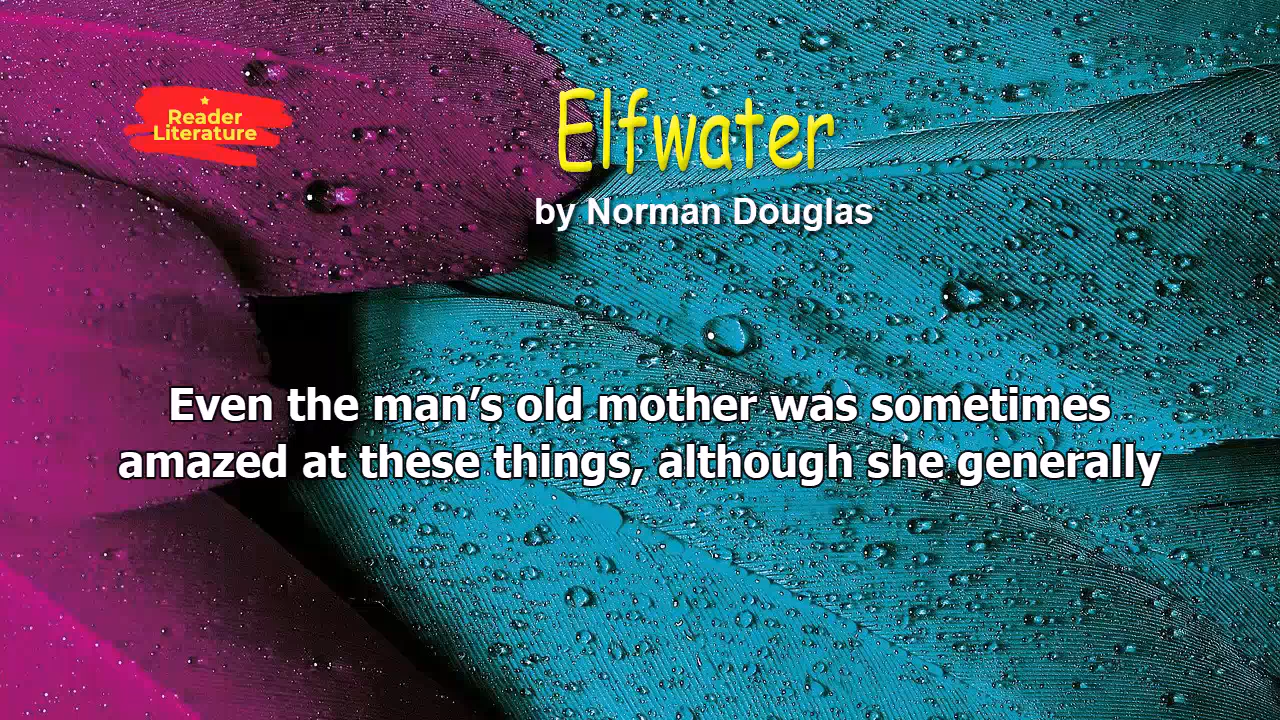 Reader
Literature
Elfwater
by Norman Douglas
Even the man’s old mother was sometimes
amazed at these things, although she generally